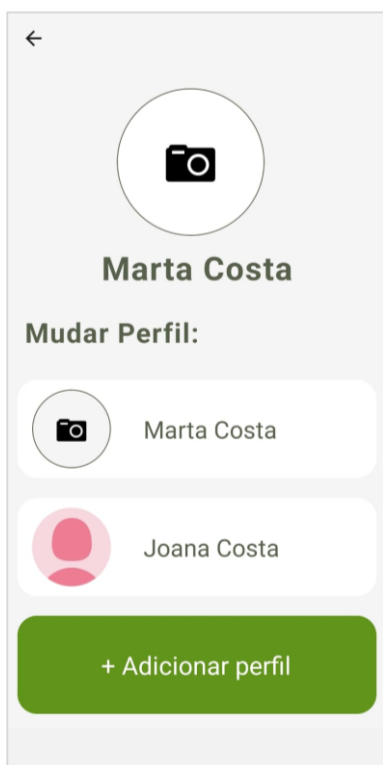 Marta Costa
Mudar Perfil:
Marta Costa
Joana Costa
+ Adicionar perfil